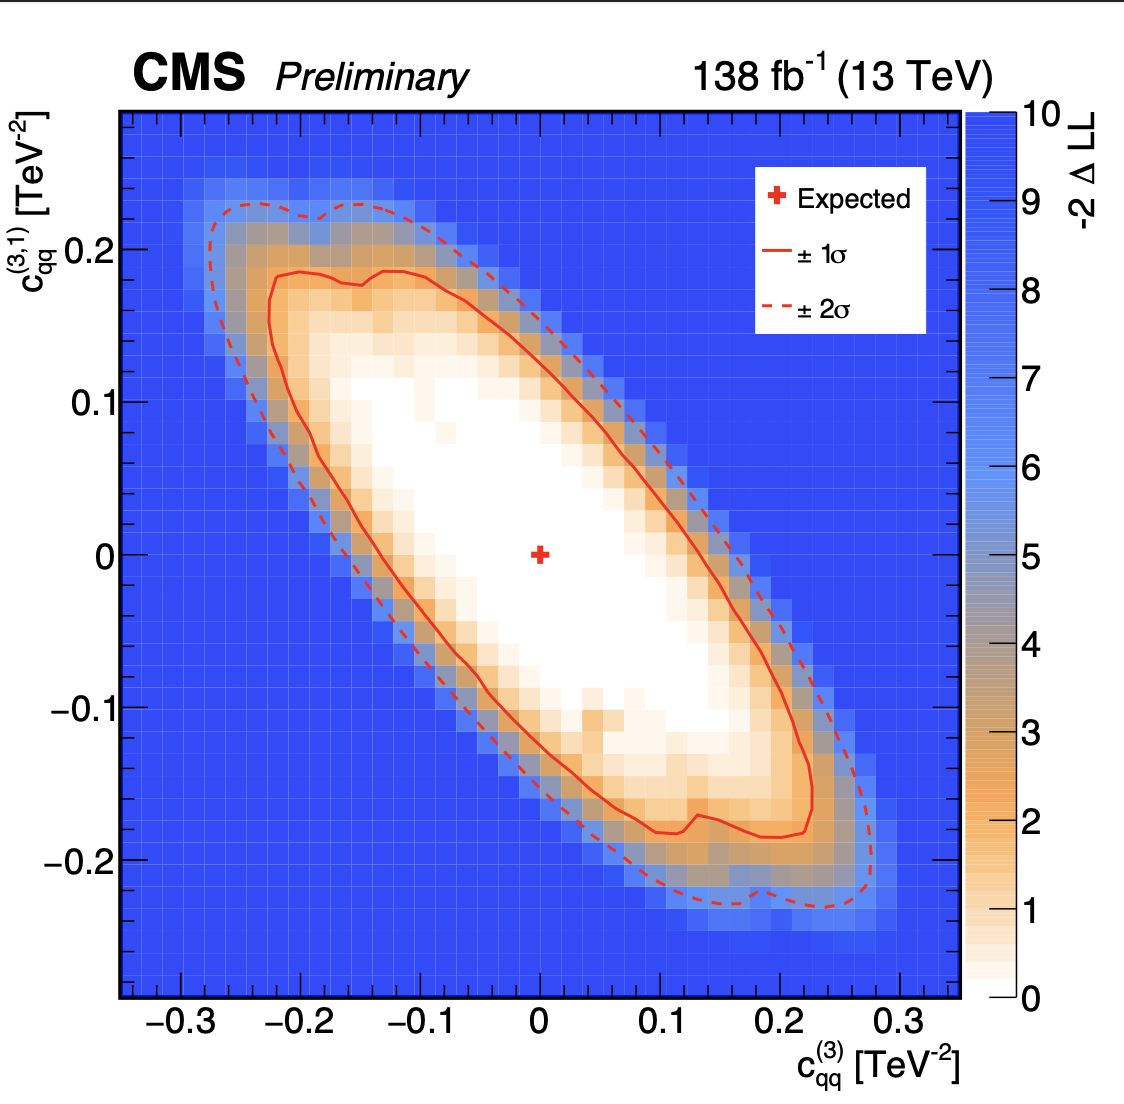 CMS Preliminary 138 fb⁻¹ (13 TeV)
c_qq^(3,1) [TeV⁻²]
-2 Δ LL
Expected
± 1σ
± 2σ
0.2
0.1
0
−0.1
−0.2
10
9
8
7
6
5
4
3
2
1
0
−0.3 −0.2 −0.1 0 0.1 0.2 0.3
c_qq^(3) [TeV⁻²]